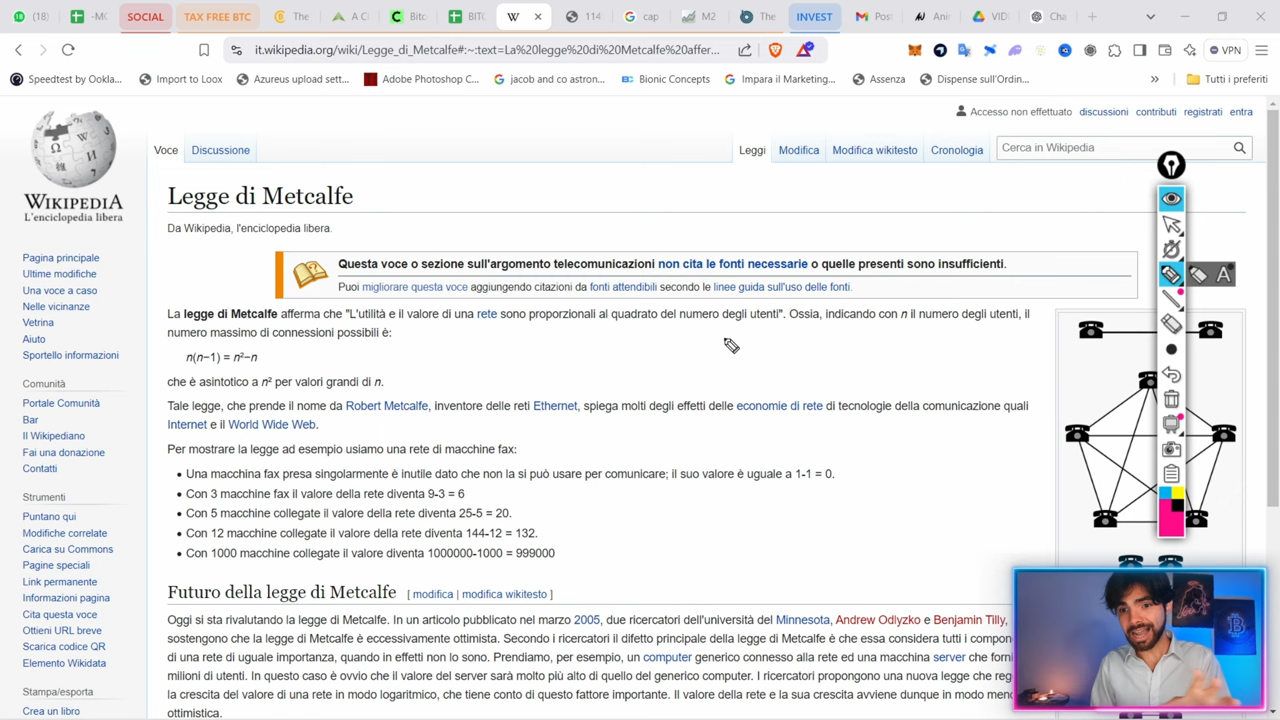 (18)
-M(
SOCIAL
TAX FREE BTC
The
A C
Bitc
BIT(
114
cap
M2
The
INVEST
Pos
Ani
VID
Cha
it.wikipedia.org/wiki/Legge_di_Metcalfe#:~:text=La%20legge%20di%20Metcalfe%20affer...
VPN
Speedtest by Ookla...
Import to Loox
Azureus upload sett...
Adobe Photoshop C...
jacob and co astron...
Bionic Concepts
Impara il Marketing...
Assenza
Dispense sull'Ordin...
»
Tutti i preferiti
Accesso non effettuato discussioni contributi registrati entra
Voce Discussione Leggi Modifica Modifica wikitesto Cronologia Cerca in Wikipedia
WIKIPEDIA
L'enciclopedia libera
Legge di Metcalfe
Da Wikipedia, l'enciclopedia libera.
Questa voce o sezione sull'argomento telecomunicazioni non cita le fonti necessarie o quelle presenti sono insufficienti.
Puoi migliorare questa voce aggiungendo citazioni da fonti attendibili secondo le linee guida sull'uso delle fonti.
La legge di Metcalfe afferma che "L'utilità e il valore di una rete sono proporzionali al quadrato del numero degli utenti". Ossia, indicando con n il numero degli utenti, il
numero massimo di connessioni possibili è:
n(n−1) = n²−n
che è asintotico a n² per valori grandi di n.
Tale legge, che prende il nome da Robert Metcalfe, inventore delle reti Ethernet, spiega molti degli effetti delle economie di rete di tecnologie della comunicazione quali
Internet e il World Wide Web.
Per mostrare la legge ad esempio usiamo una rete di macchine fax:
• Una macchina fax presa singolarmente è inutile dato che non la si può usare per comunicare; il suo valore è uguale a 1-1 = 0.
• Con 3 macchine fax il valore della rete diventa 9-3 = 6
• Con 5 macchine collegate il valore della rete diventa 25-5 = 20.
• Con 12 macchine collegate il valore della rete diventa 144-12 = 132.
• Con 1000 macchine collegate il valore diventa 1000000-1000 = 999000
Futuro della legge di Metcalfe [ modifica | modifica wikitesto ]
Oggi si sta rivalutando la legge di Metcalfe. In un articolo pubblicato nel marzo 2005, due ricercatori dell'università del Minnesota, Andrew Odlyzko e Benjamin Tilly,
sostengono che la legge di Metcalfe è eccessivamente ottimista. Secondo i ricercatori il difetto principale della legge di Metcalfe è che essa considera tutti i compon
di una rete di uguale importanza, quando in effetti non lo sono. Prendiamo, per esempio, un computer generico connesso alla rete ed una macchina server che forn
milioni di utenti. In questo caso è ovvio che il valore del server sarà molto più alto di quello del generico computer. I ricercatori propongono una nuova legge che reg
la crescita del valore di una rete in modo logaritmico, che tiene conto di questo fattore importante. Il valore della rete e la sua crescita avviene dunque in modo men
ottimistica.
Pagina principale
Ultime modifiche
Una voce a caso
Nelle vicinanze
Vetrina
Aiuto
Sportello informazioni
Comunità
Portale Comunità
Bar
Il Wikipediano
Fai una donazione
Contatti
Strumenti
Puntano qui
Modifiche correlate
Carica su Commons
Pagine speciali
Link permanente
Informazioni pagina
Cita questa voce
Ottieni URL breve
Scarica codice QR
Elemento Wikidata
Stampa/esporta
Crea un libro
A